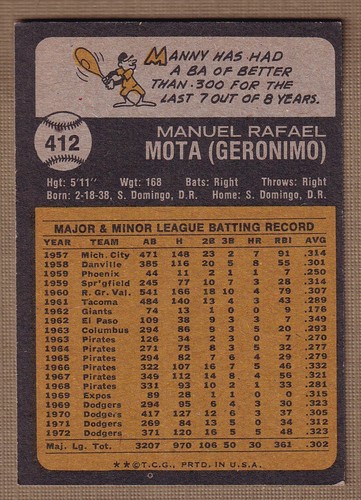 MANNY HAS HAD
A BA OF BETTER
THAN .300 FOR THE
LAST 7 OUT OF 8 YEARS.
412
MANUEL RAFAEL
MOTA (GERONIMO)
Hgt: 5'11" Wgt: 168 Bats: Right Throws: Right
Born: 2-18-38, S. Domingo, D.R. Home: S. Domingo, D.R.
MAJOR & MINOR LEAGUE BATTING RECORD
YEAR TEAM AB H 2B 3B HR RBI AVG
1957 Mich. City 471 148 23 2 7 91 .314
1958 Danville 385 116 20 5 8 55 .301
1959 Phoenix 44 11 0 1 1 7 .250
1959 Spr'gfield 245 77 10 7 3 28 .314
1960 R. Gr. Val. 541 166 18 10 4 79 .307
1961 Tacoma 484 140 13 8 3 43 .289
1962 Giants 74 13 1 0 0 9 .176
1962 El Paso 109 38 9 3 3 7 .349
1963 Columbus 294 86 9 3 5 20 .293
1963 Pirates 126 34 2 3 0 7 .270
1964 Pirates 271 75 8 3 5 32 .277
1965 Pirates 294 82 7 6 4 29 .279
1966 Pirates 322 107 16 7 5 46 .332
1967 Pirates 349 112 14 8 4 56 .321
1968 Pirates 331 93 10 2 1 33 .281
1969 Expos 89 28 1 1 0 0 .315
1969 Dodgers 294 95 6 4 3 30 .323
1970 Dodgers 417 127 12 6 3 37 .305
1971 Dodgers 269 84 13 5 0 34 .312
1972 Dodgers 371 120 16 5 5 48 .323
Maj. Lg. Tot. 3207 970 106 50 30 361 .302
**© T.C.G., PRTD. IN U.S.A.